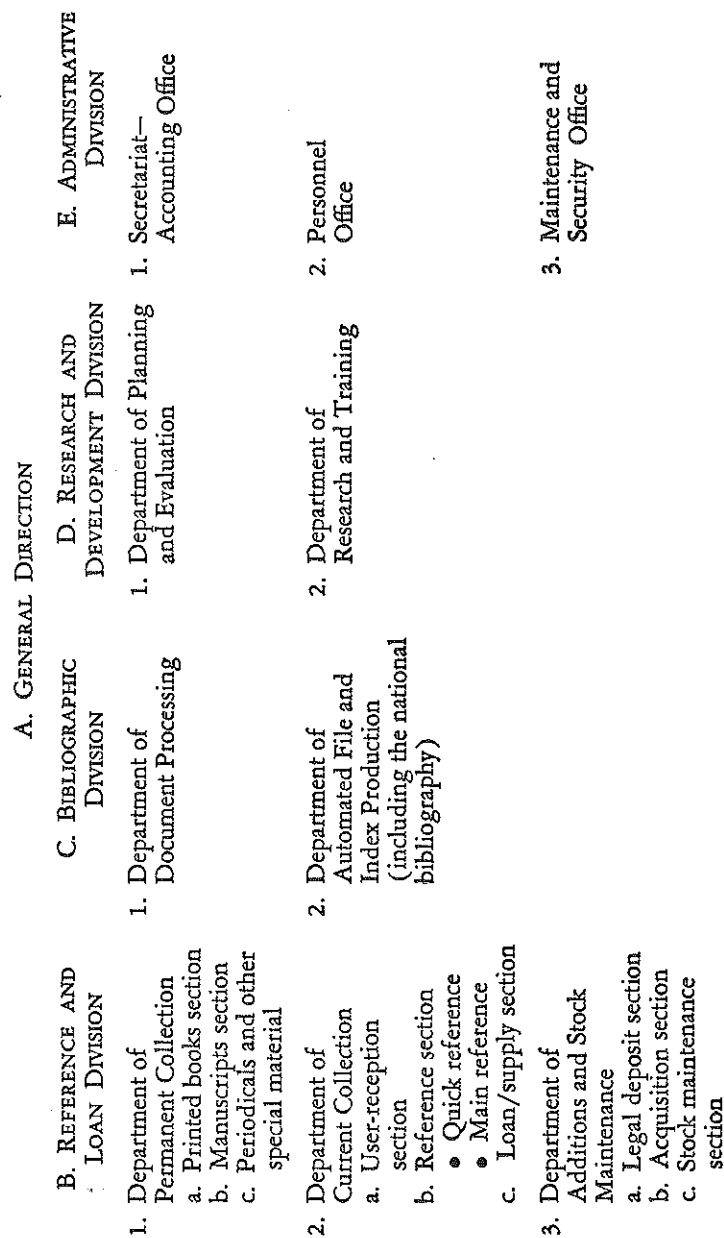 A. GENERAL DIRECTION
B. REFERENCE AND
LOAN DIVISION
1. Department of
Permanent Collection
a. Printed books section
b. Manuscripts section
c. Periodicals and other
special material
2. Department of
Current Collection
a. User-reception
section
b. Reference section
• Quick reference
• Main reference
c. Loan/supply section
3. Department of
Additions and Stock
Maintenance
a. Legal deposit section
b. Acquisition section
c. Stock maintenance
section
C. BIBLIOGRAPHIC
DIVISION
1. Department of
Document Processing
2. Department of
Automated File and
Index Production
(including the national
bibliography)
D. RESEARCH AND
DEVELOPMENT DIVISION
1. Department of Planning
and Evaluation
2. Department of
Research and Training
E. ADMINISTRATIVE
DIVISION
1. Secretariat—
Accounting Office
2. Personnel
Office
3. Maintenance and
Security Office